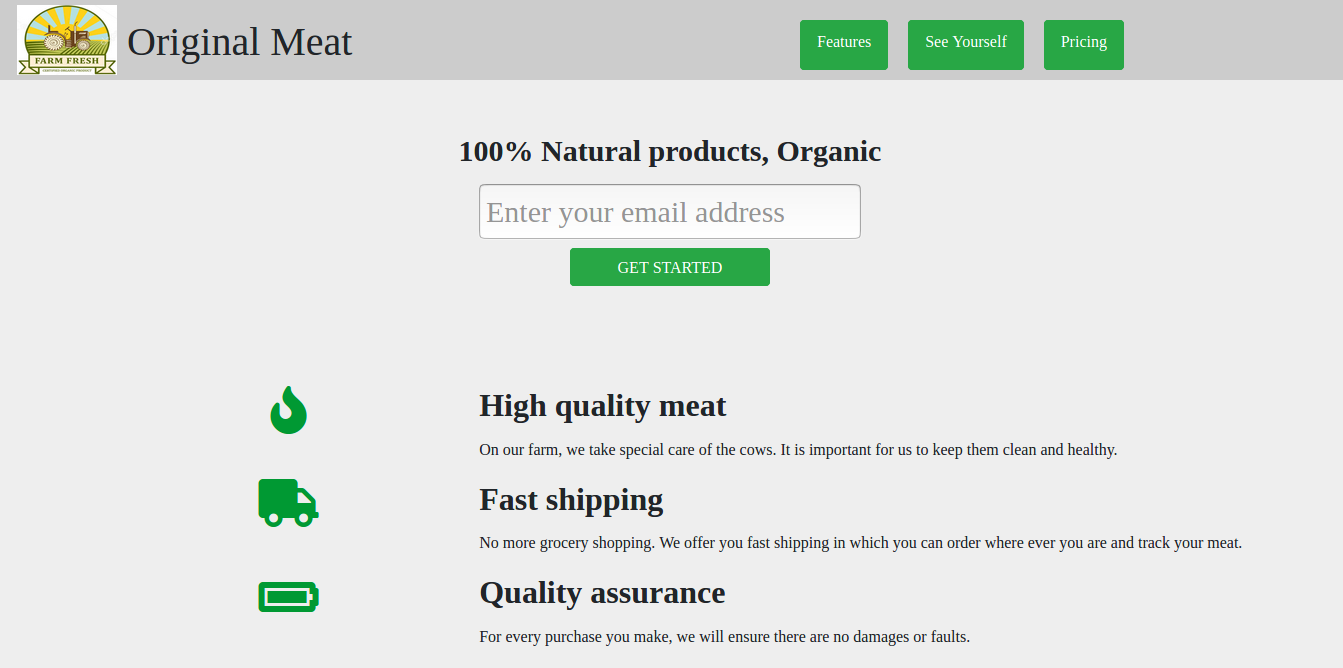 FARM FRESH
CERTIFIED ORGANIC PRODUCT
Original Meat
Features
See Yourself
Pricing
100% Natural products, Organic
Enter your email address
GET STARTED
High quality meat
On our farm, we take special care of the cows. It is important for us to keep them clean and healthy.
Fast shipping
No more grocery shopping. We offer you fast shipping in which you can order where ever you are and track your meat.
Quality assurance
For every purchase you make, we will ensure there are no damages or faults.